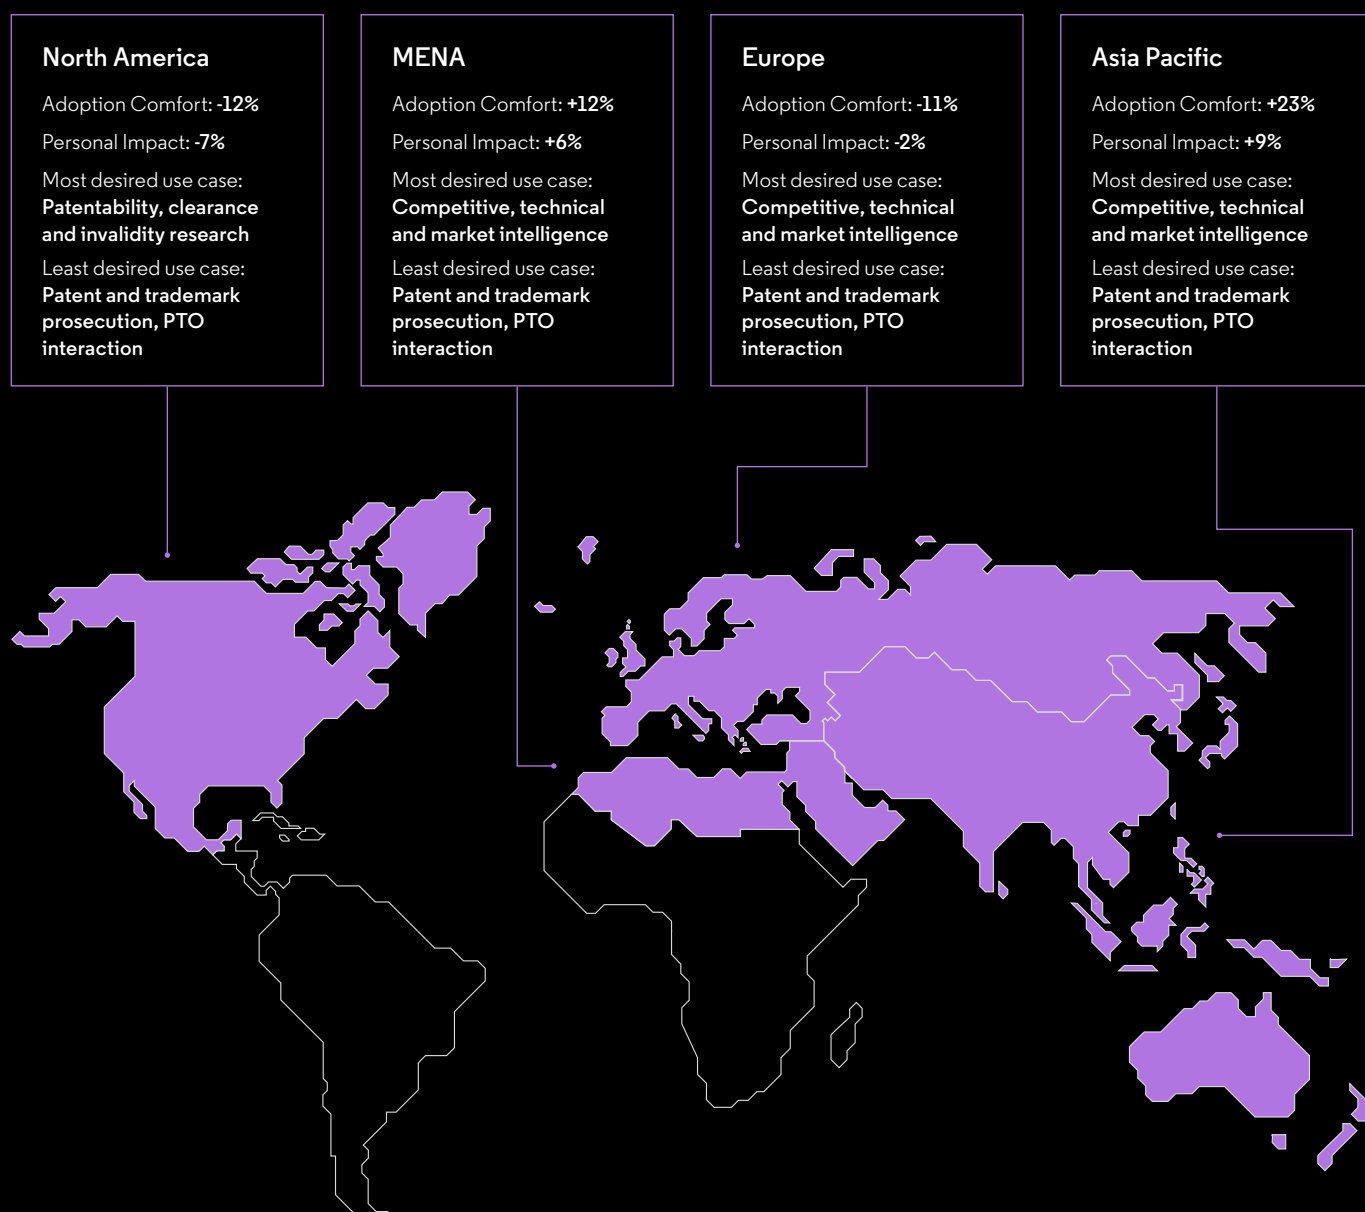 North America
Adoption Comfort: -12%
Personal Impact: -7%
Most desired use case:
Patentability, clearance
and invalidity research
Least desired use case:
Patent and trademark
prosecution, PTO
interaction
MENA
Adoption Comfort: +12%
Personal Impact: +6%
Most desired use case:
Competitive, technical
and market intelligence
Least desired use case:
Patent and trademark
prosecution, PTO
interaction
Europe
Adoption Comfort: -11%
Personal Impact: -2%
Most desired use case:
Competitive, technical
and market intelligence
Least desired use case:
Patent and trademark
prosecution, PTO
interaction
Asia Pacific
Adoption Comfort: +23%
Personal Impact: +9%
Most desired use case:
Competitive, technical
and market intelligence
Least desired use case:
Patent and trademark
prosecution, PTO
interaction